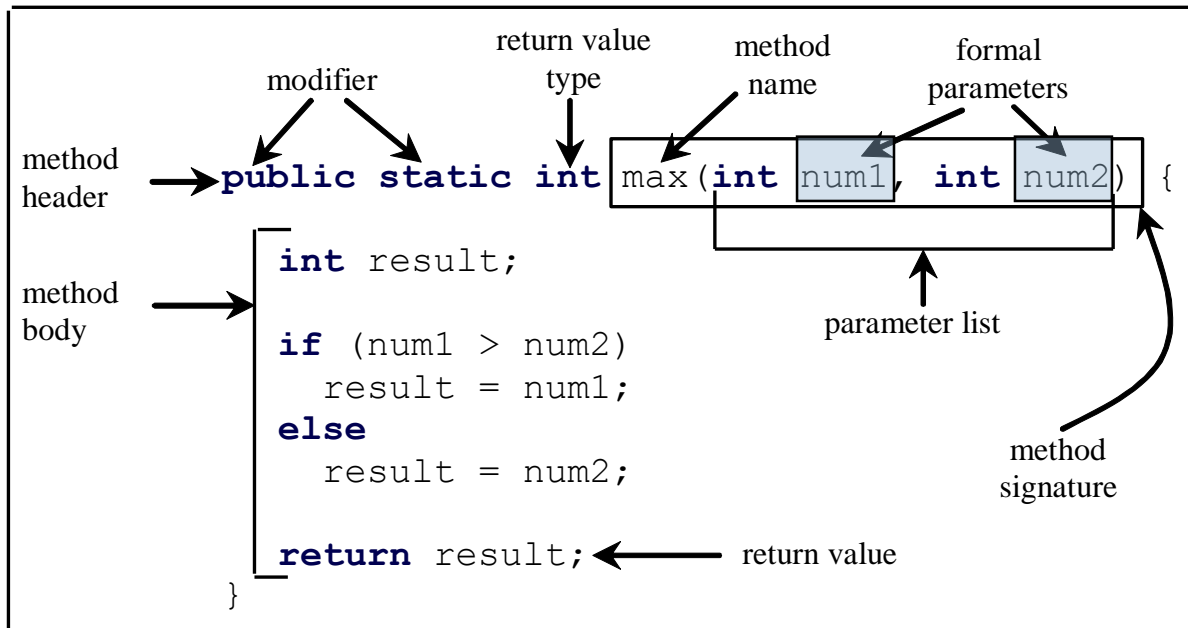 return value
type
method
name
formal
parameters
modifier
method
header
public static int max(int num1, int num2) {
int result;
method
body
parameter list
if (num1 > num2)
result = num1;
else
result = num2;
method
signature
return result;
return value
}